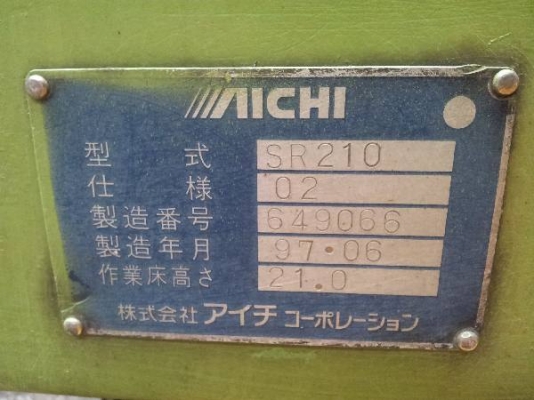 AICHI
型式 SR210
仕様 02
製造番号 649066
製造年月 97・06
作業床高さ 21.0
株式会社 アイチ コーポレーション